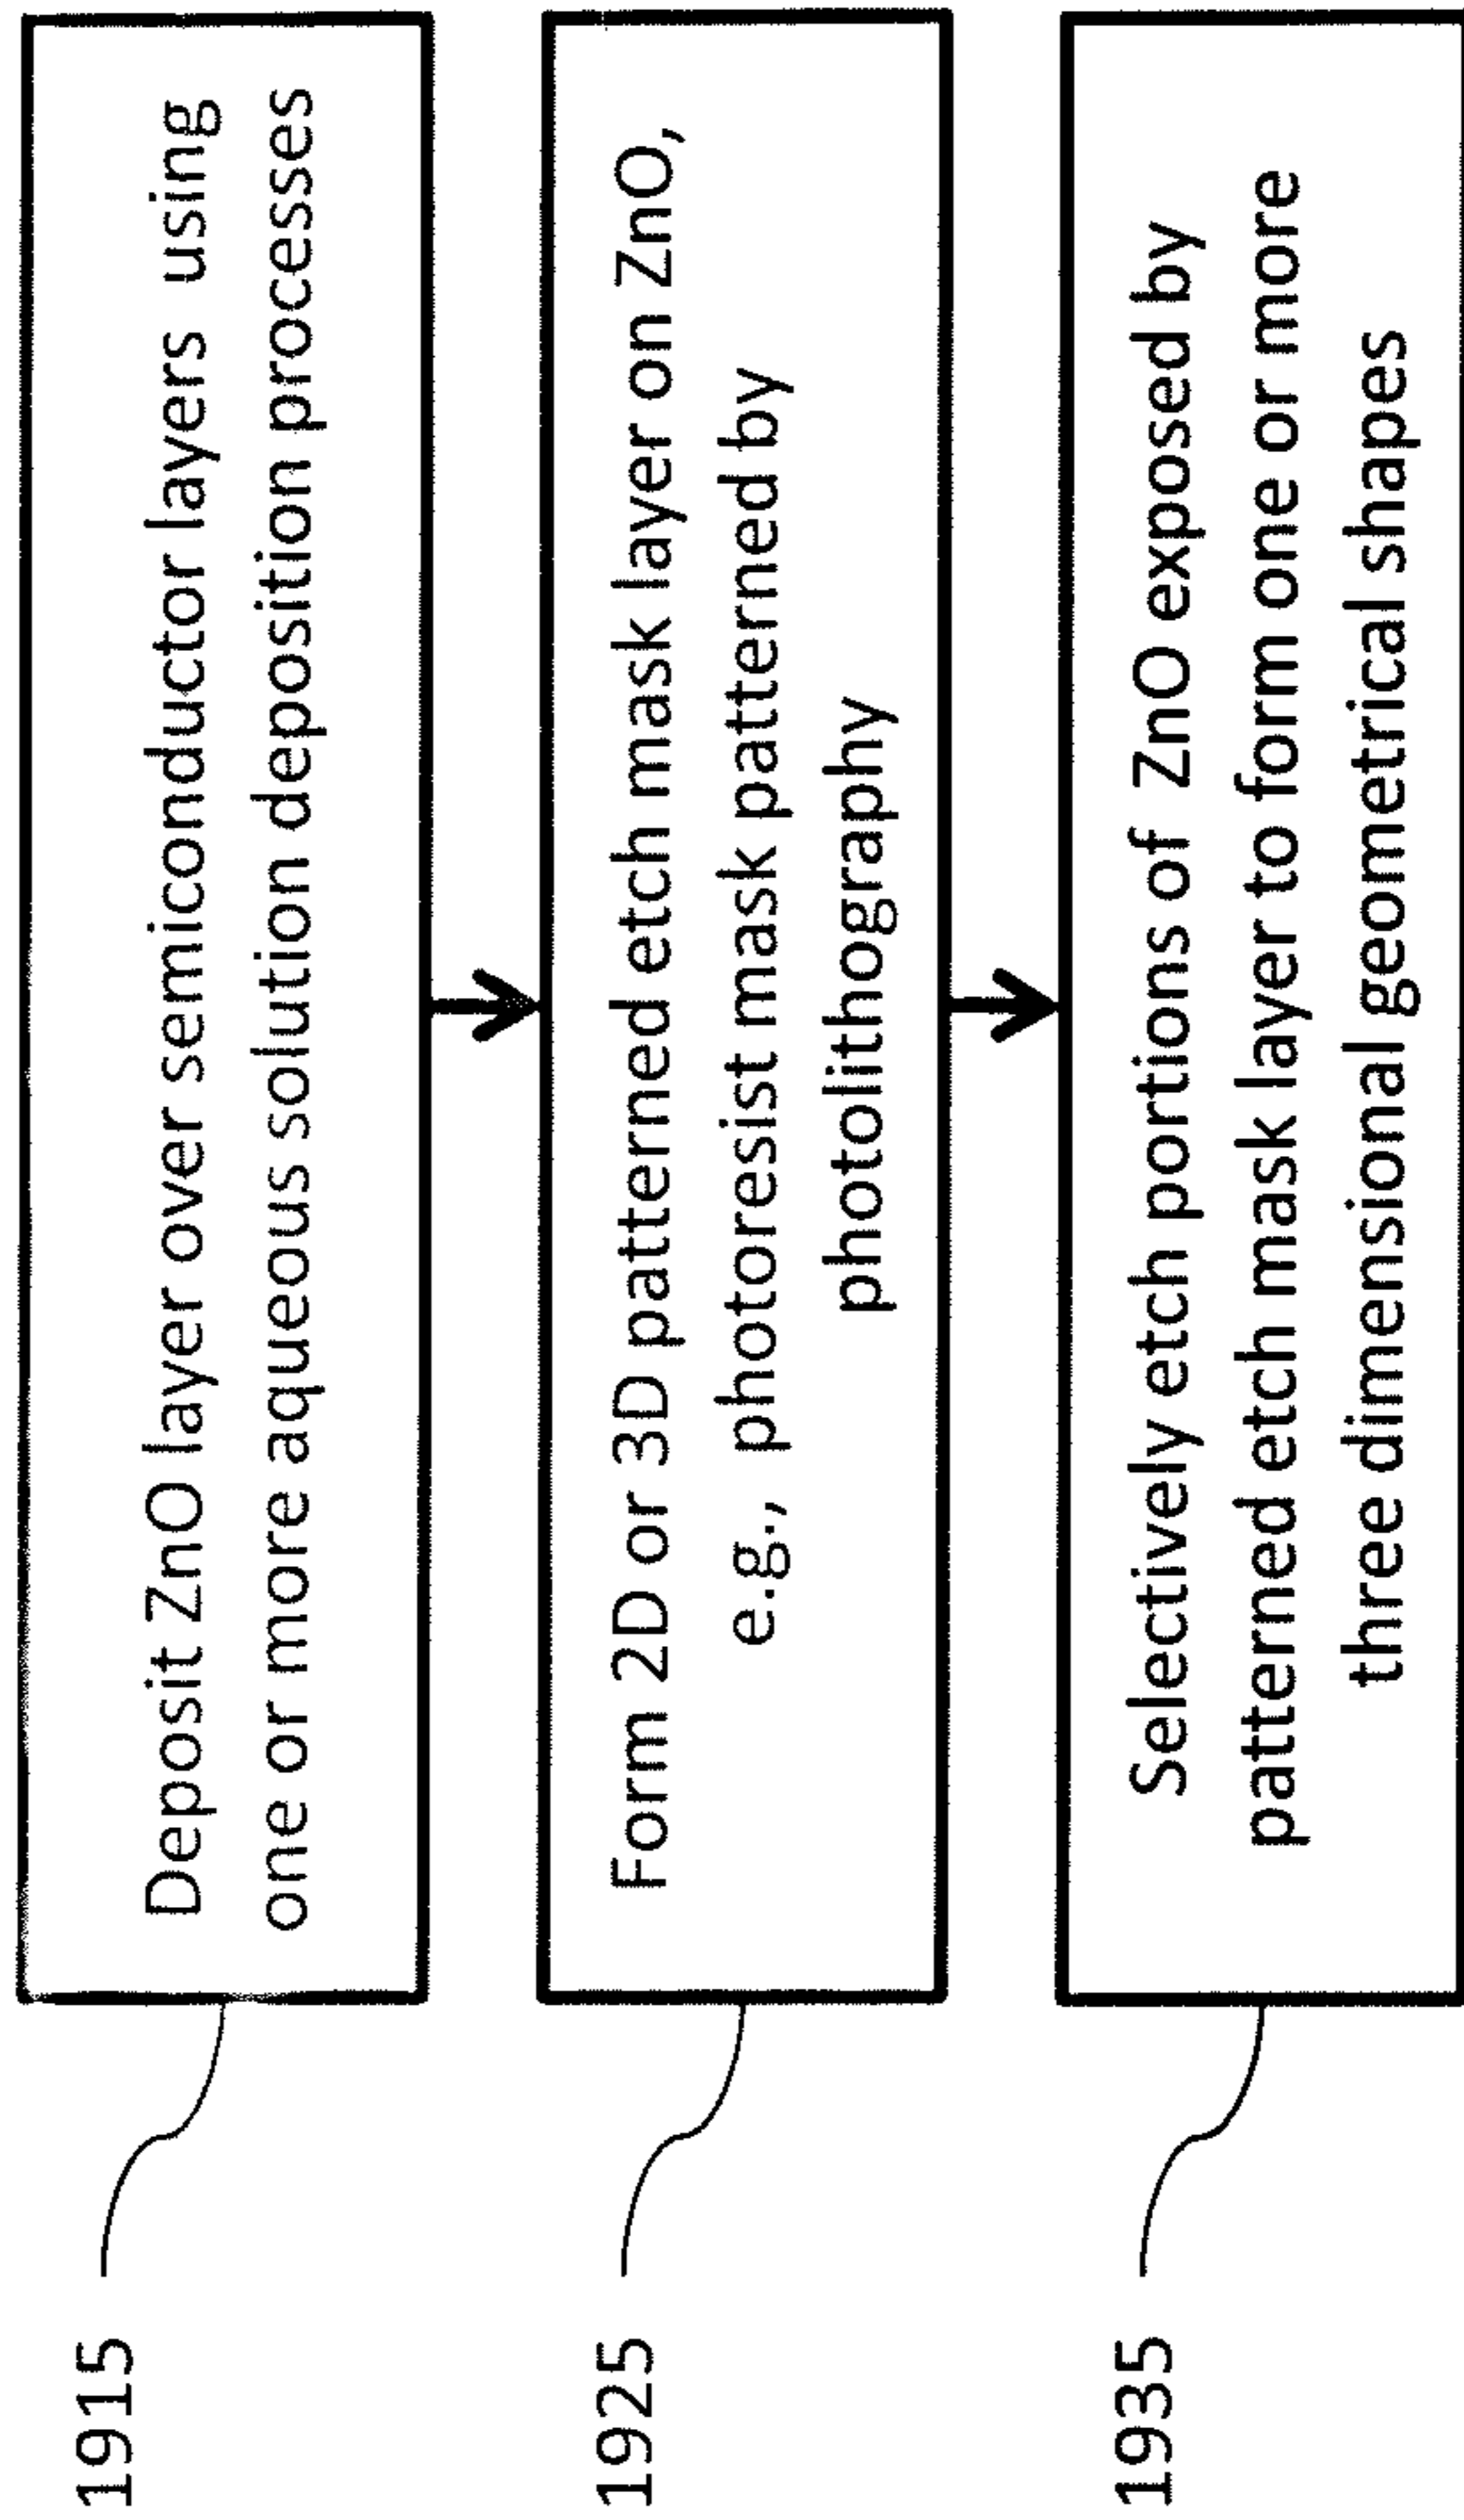 1915
Deposit ZnO layer over semiconductor layers using
one or more aqueous solution deposition processes
1925
Form 2D or 3D patterned etch mask layer on ZnO,
e.g., photoresist mask patterned by
photolithography
1935
Selectively etch portions of ZnO exposed by
patterned etch mask layer to form one or more
three dimensional geometrical shapes